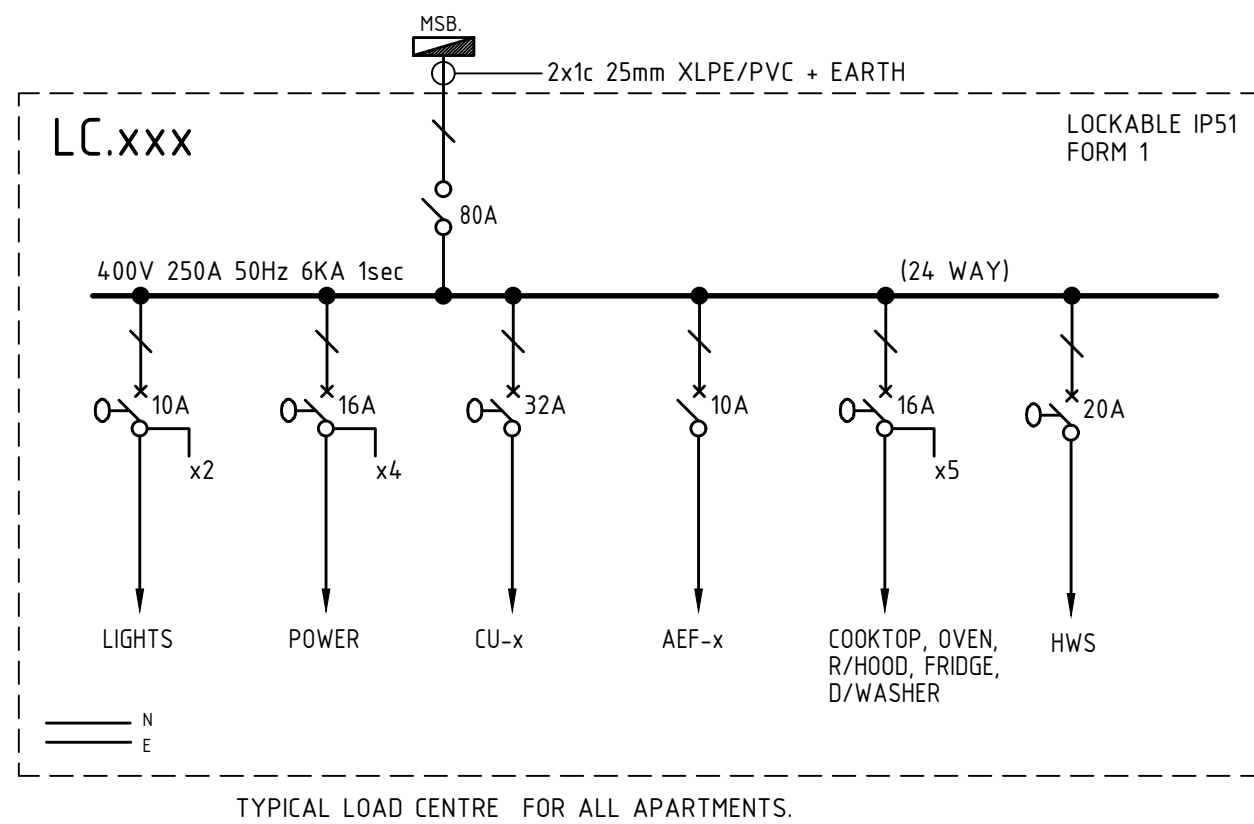 MSB.
2x1c 25mm XLPE/PVC + EARTH
LC.xxx
LOCKABLE IP51
FORM 1
80A
400V 250A 50Hz 6KA 1sec
(24 WAY)
10A
16A
32A
10A
16A
20A
x2
x4
x5
LIGHTS
POWER
CU-x
AEF-x
COOKTOP, OVEN,
R/HOOD, FRIDGE,
D/WASHER
HWS
N
E
TYPICAL LOAD CENTRE FOR ALL APARTMENTS.